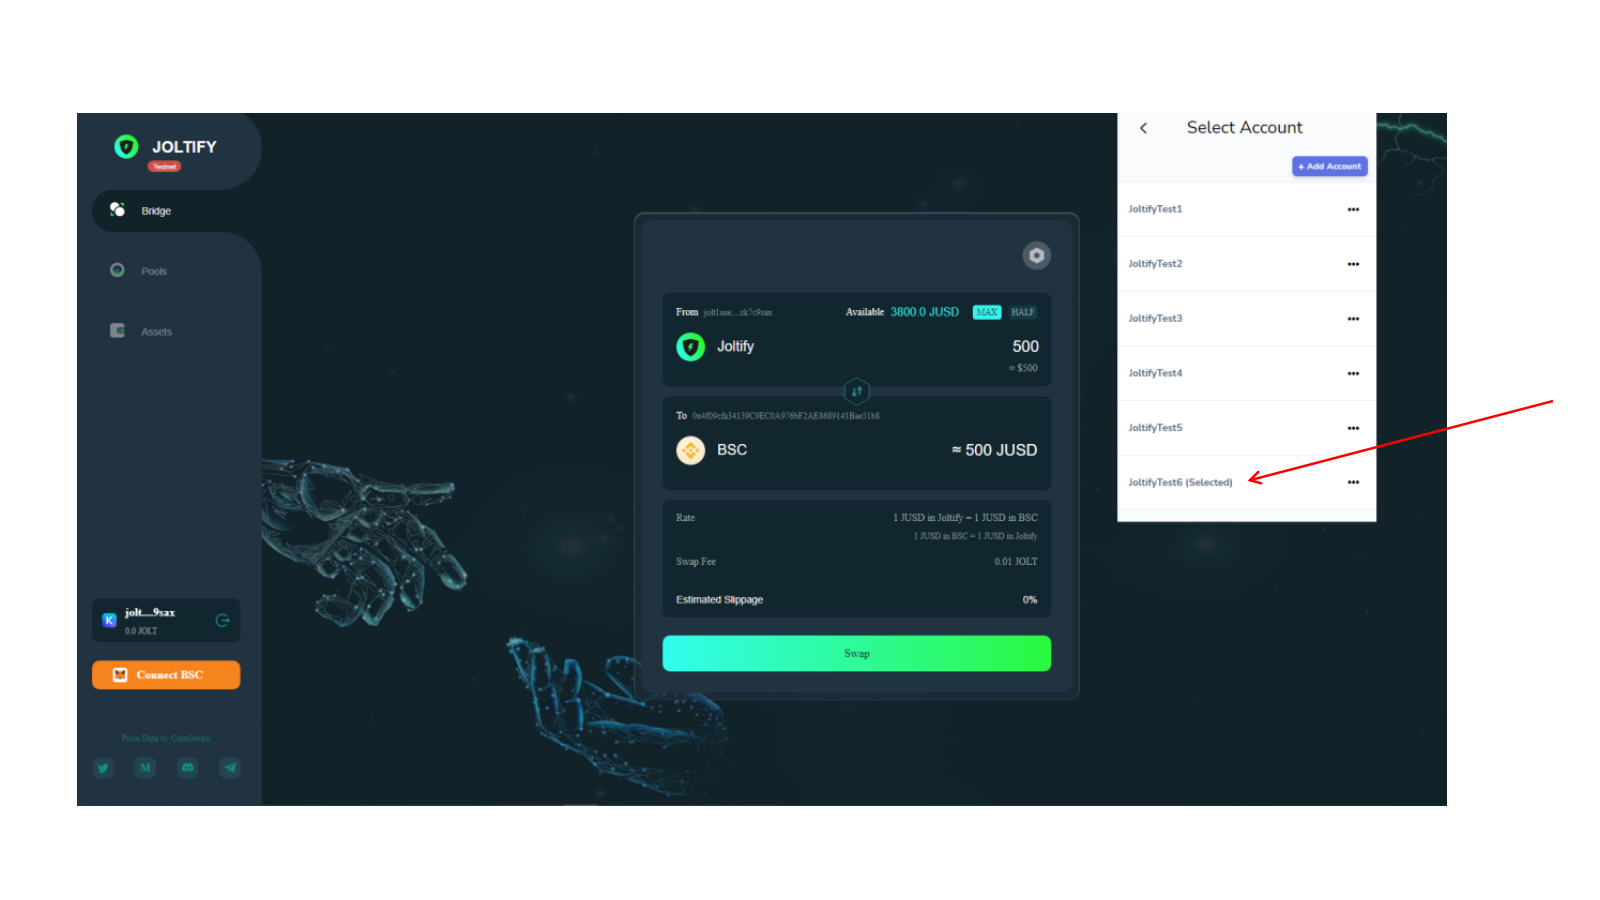 JOLTIFY
Testnet
Bridge
Pools
Assets
jolt....9sax
0.0 JOLT
Connect BSC
Price Data by CoinGecko
From jolt1use....zk7c9sax Available 3800.0 JUSD MAX HALF
Joltify 500
≈ $500
To
BSC ≈ 500 JUSD
Rate 1 JUSD in Joltify = 1 JUSD in BSC
1 JUSD in BSC = 1 JUSD in Joltify
Swap Fee 0.01 JOLT
Estimated Slippage 0%
Swap
Select Account
+ Add Account
JoltifyTest1
JoltifyTest2
JoltifyTest3
JoltifyTest4
JoltifyTest5
JoltifyTest6 (Selected)